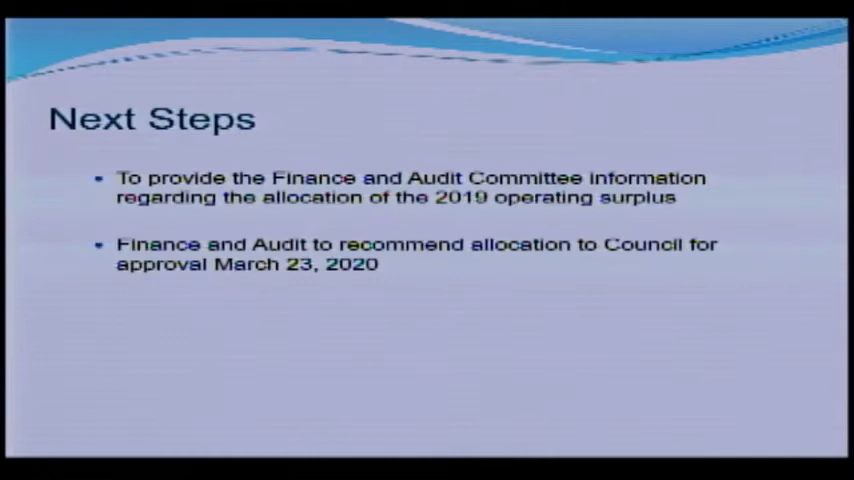 Next Steps
• To provide the Finance and Audit Committee information
regarding the allocation of the 2019 operating surplus
• Finance and Audit to recommend allocation to Council for
approval March 23, 2020